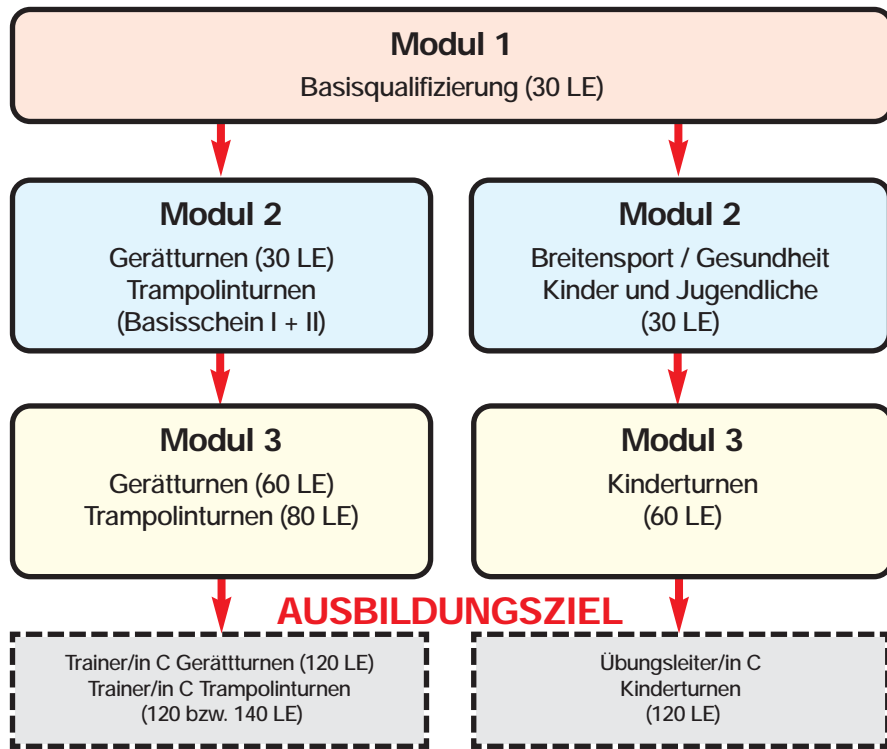 Modul 1
Basisqualifizierung (30 LE)
Modul 2
Gerätturnen (30 LE)
Trampolinturnen
(Basisschein I + II)
Modul 2
Breitensport / Gesundheit
Kinder und Jugendliche
(30 LE)
Modul 3
Gerätturnen (60 LE)
Trampolinturnen (80 LE)
Modul 3
Kinderturnen
(60 LE)
AUSBILDUNGSZIEL
Trainer/in C Gerättturnen (120 LE)
Trainer/in C Trampolinturnen
(120 bzw. 140 LE)
Übungsleiter/in C
Kinderturnen
(120 LE)